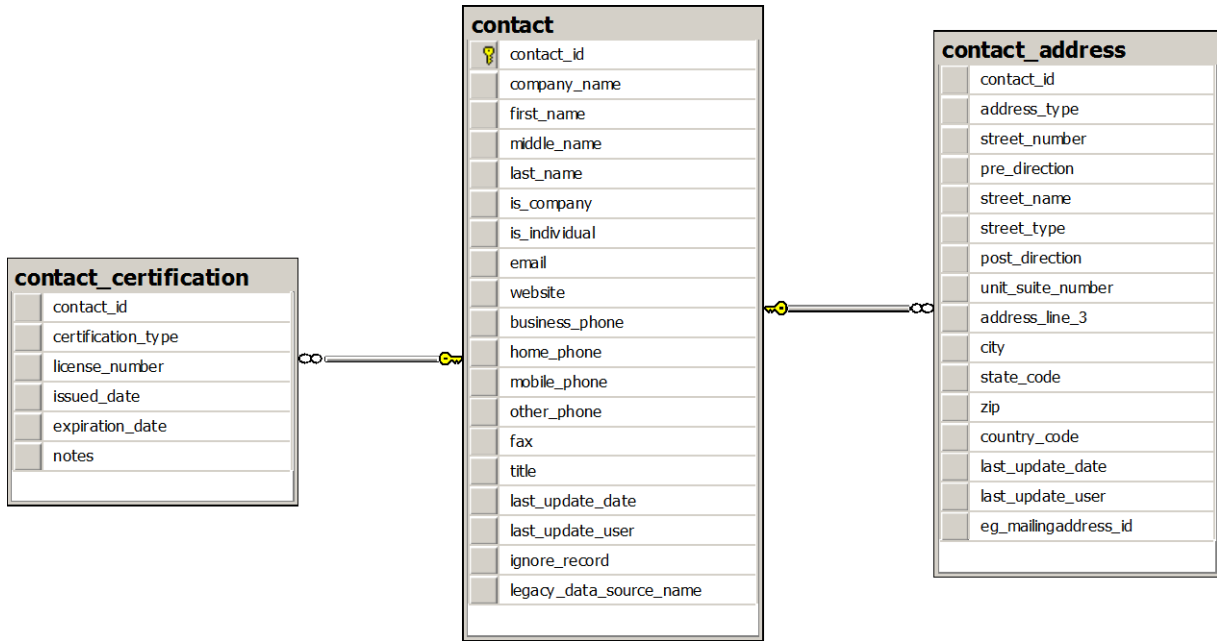 contact_certification
contact_id
certification_type
license_number
issued_date
expiration_date
notes
contact
contact_id
company_name
first_name
middle_name
last_name
is_company
is_individual
email
website
business_phone
home_phone
mobile_phone
other_phone
fax
title
last_update_date
last_update_user
ignore_record
legacy_data_source_name
contact_address
contact_id
address_type
street_number
pre_direction
street_name
street_type
post_direction
unit_suite_number
address_line_3
city
state_code
zip
country_code
last_update_date
last_update_user
eg_mailingaddress_id